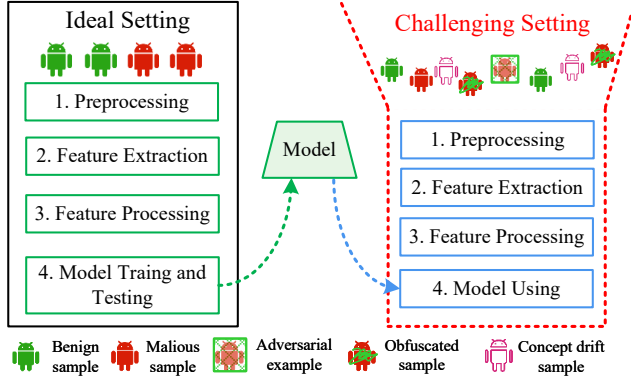 Ideal Setting
1. Preprocessing
2. Feature Extraction
3. Feature Processing
4. Model Traing and
Testing
Model
Challenging Setting
1. Preprocessing
2. Feature Extraction
3. Feature Processing
4. Model Using
Benign
sample
Malious
sample
Adversarial
example
Obfuscated
sample
Concept drift
sample